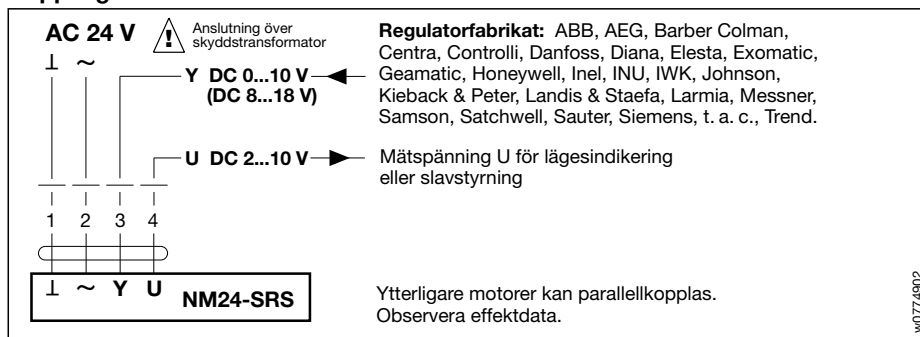 AC 24 V
Anslutning över
skyddstransformator
⊥ ~
Y DC 0...10 V
(DC 8...18 V)
Regulatorfabrikat: ABB, AEG, Barber Colman,
Centra, Controlli, Danfoss, Diana, Elesta, Exomatic,
Geamatic, Honeywell, Inel, INU, IWK, Johnson,
Kieback & Peter, Landis & Staefa, Larmia, Messner,
Samson, Satchwell, Sauter, Siemens, t. a. c., Trend.
U DC 2...10 V
Mätspänning U för lägesindikering
eller slavstyrning
1 2 3 4
⊥ ~ Y U
NM24-SRS
Ytterligare motorer kan parallellkopplas.
Observera effektdata.
w0774902